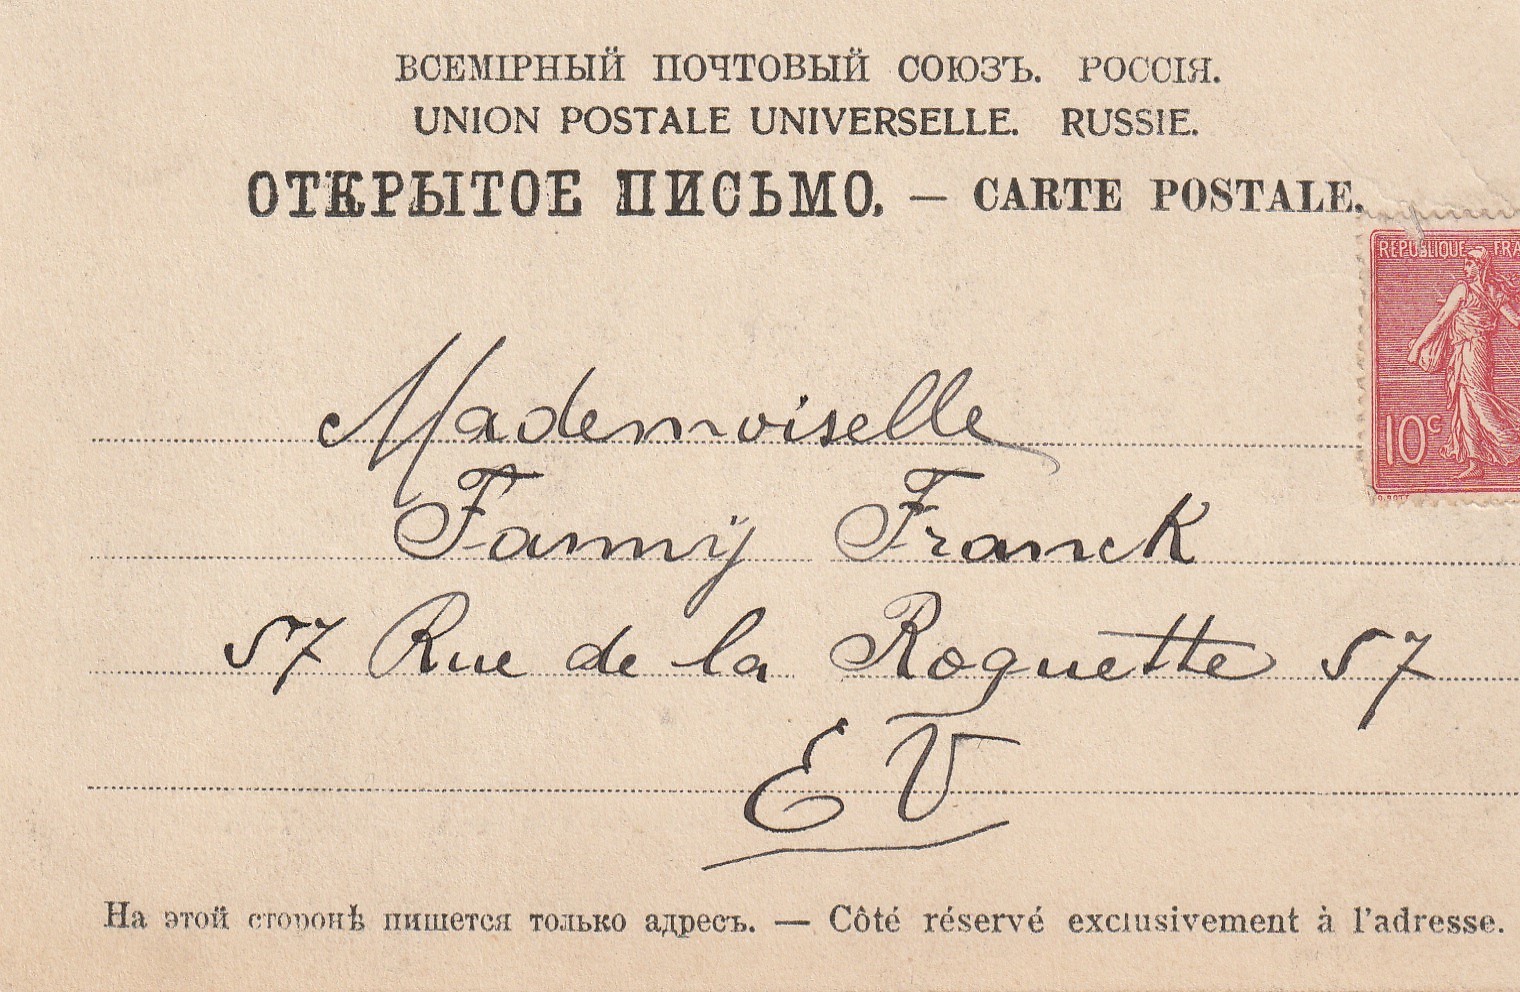 ВСЕМІРНЫЙ ПОЧТОВЫЙ СОЮЗЪ. РОССІЯ.
UNION POSTALE UNIVERSELLE. RUSSIE.
ОТКРЫТОЕ ПИСЬМО. — CARTE POSTALE.
REPUBLIQUE FRA
10c
Mademoiselle
Fanny Franck
57 Rue de la Roquette 57
EV
На этой сторонѣ пишется только адресъ. — Côté réservé exclusivement à l'adresse.